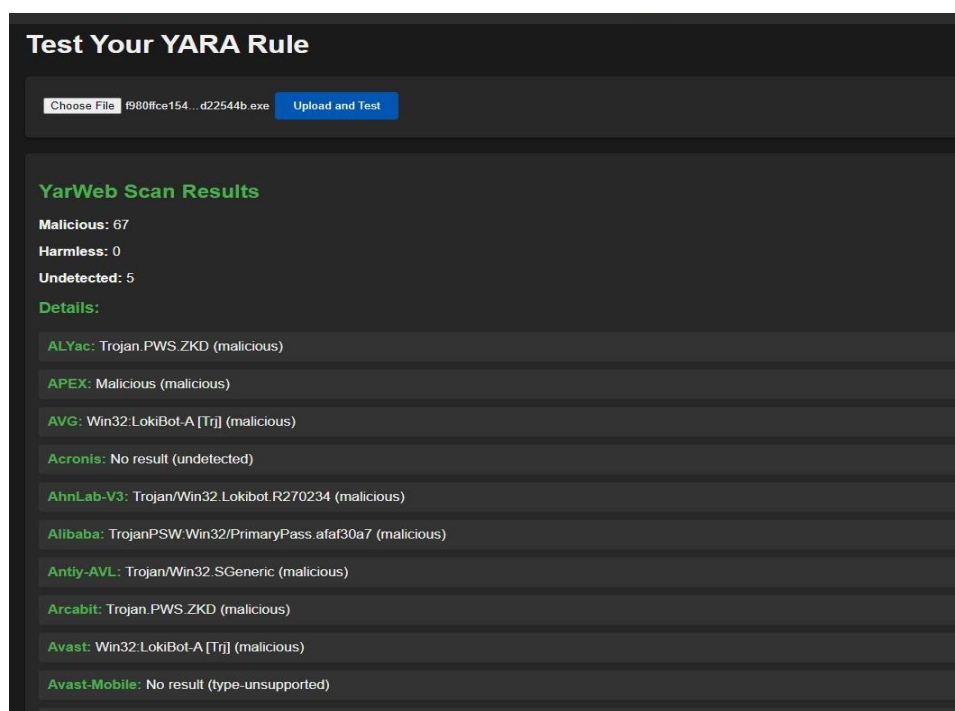 Test Your YARA Rule
Choose File f980ffce154...d22544b.exe Upload and Test
YarWeb Scan Results
Malicious: 67
Harmless: 0
Undetected: 5
Details:
ALYac: Trojan.PWS.ZKD (malicious)
APEX: Malicious (malicious)
AVG: Win32:LokiBot-A [Trj] (malicious)
Acronis: No result (undetected)
AhnLab-V3: Trojan/Win32.Lokibot.R270234 (malicious)
Alibaba: TrojanPSW:Win32/PrimaryPass.afaf30a7 (malicious)
Antiy-AVL: Trojan/Win32.SGeneric (malicious)
Arcabit: Trojan.PWS.ZKD (malicious)
Avast: Win32:LokiBot-A [Trj] (malicious)
Avast-Mobile: No result (type-unsupported)